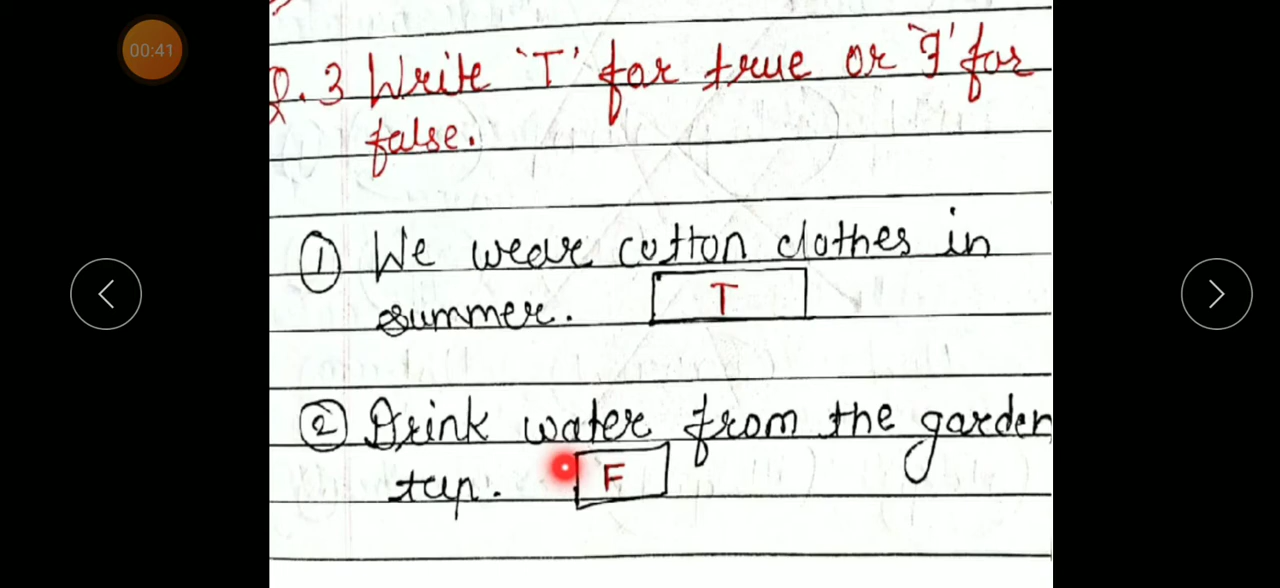 00:41
Q.3 Write 'T' for true or 'F' for
false.
① We wear cotton clothes in
summer. T
② Drink water from the garden
tap. F